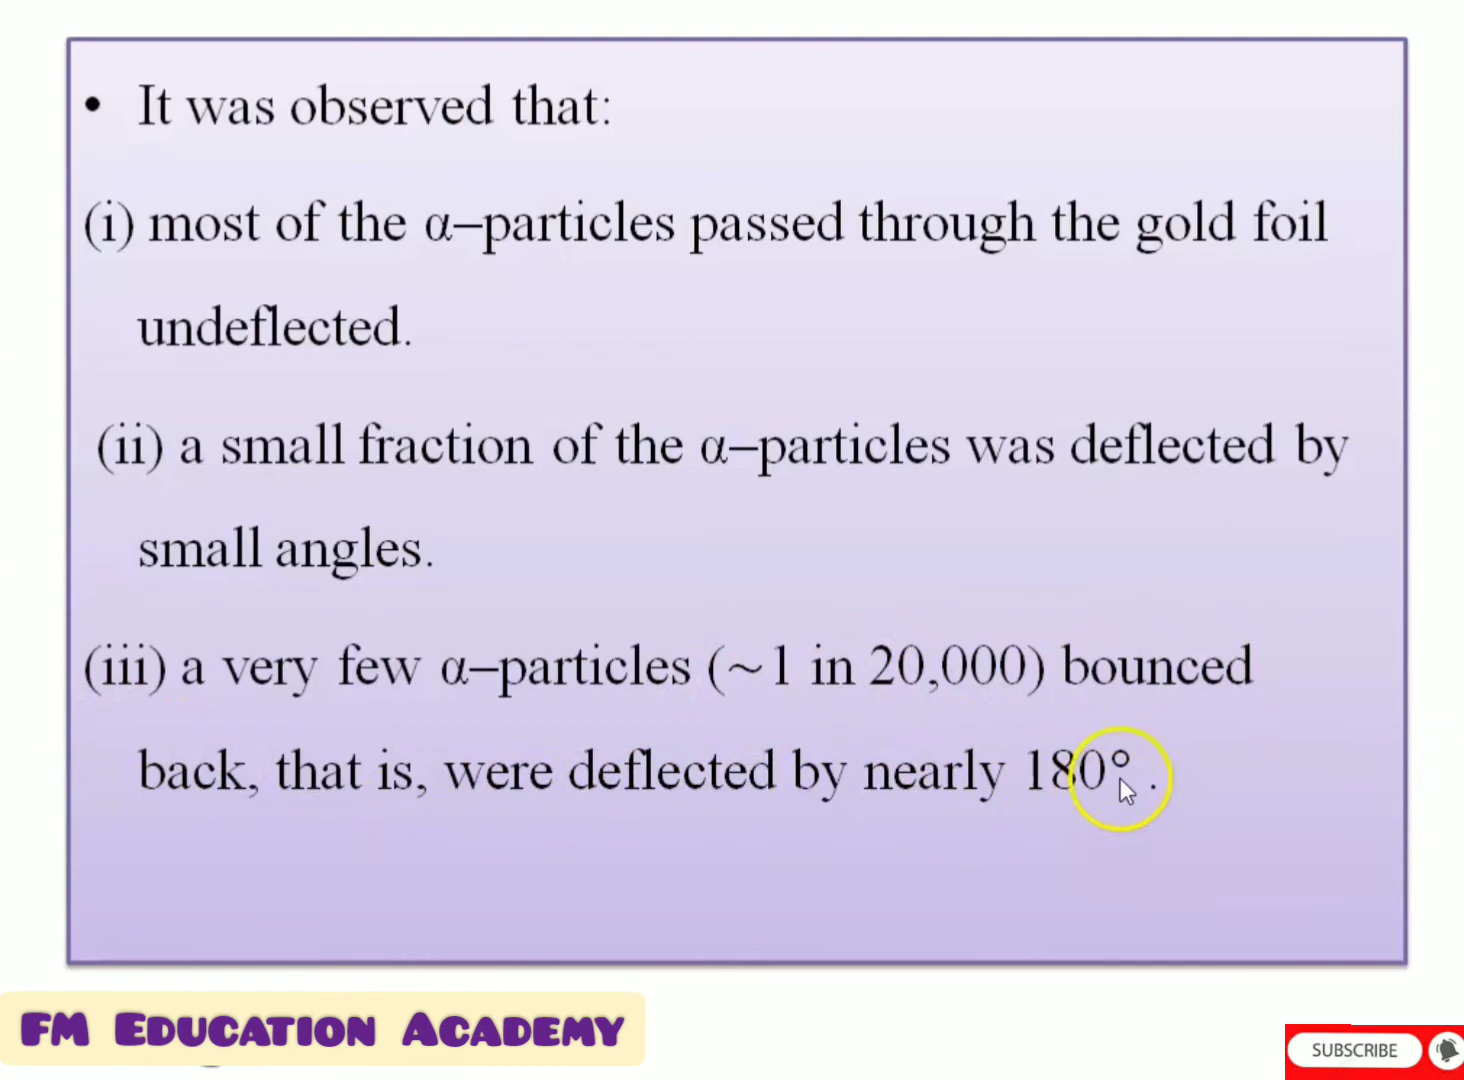 • It was observed that:
(i) most of the α–particles passed through the gold foil
undeflected.
(ii) a small fraction of the α–particles was deflected by
small angles.
(iii) a very few α–particles (~1 in 20,000) bounced
back, that is, were deflected by nearly 180° .
FM EDUCATION ACADEMY
SUBSCRIBE